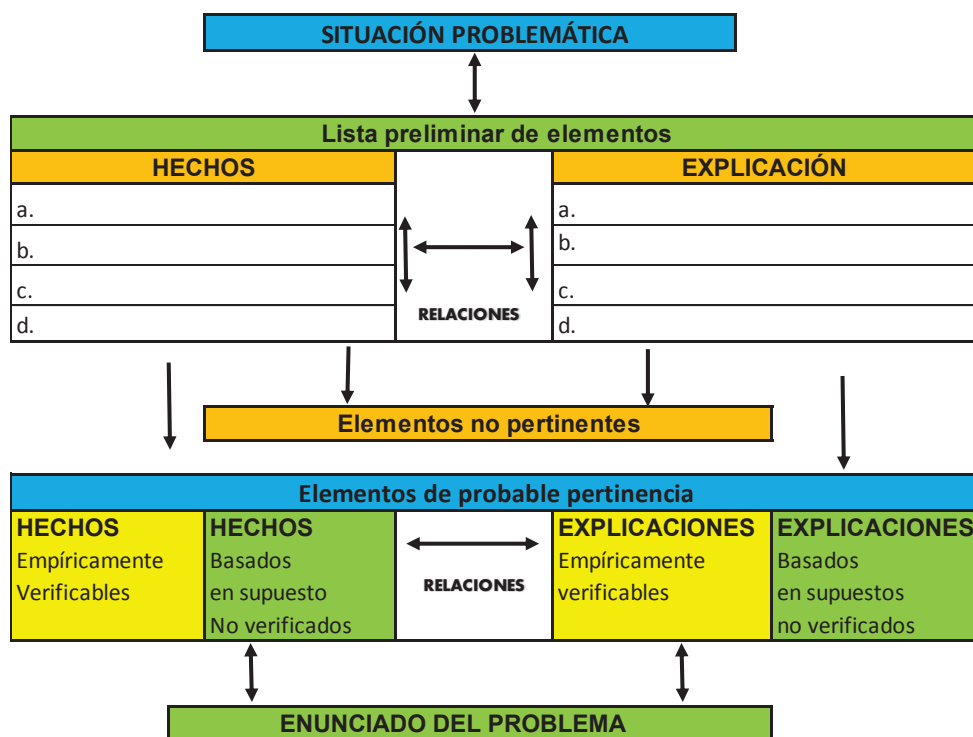 SITUACIÓN PROBLEMÁTICA
Lista preliminar de elementos
HECHOS
EXPLICACIÓN
a.
b.
c.
d.
RELACIONES
a.
b.
c.
d.
Elementos no pertinentes
Elementos de probable pertinencia
HECHOS
Empíricamente
Verificables
HECHOS
Basados
en supuesto
No verificados
RELACIONES
EXPLICACIONES
Empíricamente
verificables
EXPLICACIONES
Basados
en supuestos
no verificados
ENUNCIADO DEL PROBLEMA